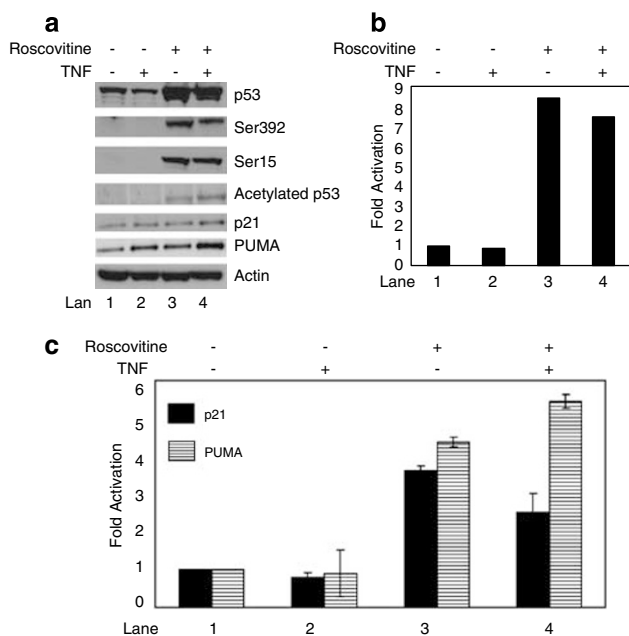 a
Roscovitine - - + +
TNF - + - +
p53
Ser392
Ser15
Acetylated p53
p21
PUMA
Actin
Lan 1 2 3 4
b
- - + +
- + - +
9
8
7
6
5
4
3
2
1
0
Fold Activation
Lane 1 2 3 4
c
Roscovitine - - + +
TNF - + - +
6
5
4
3
2
1
0
Fold Activation
p21
PUMA
Lane 1 2 3 4